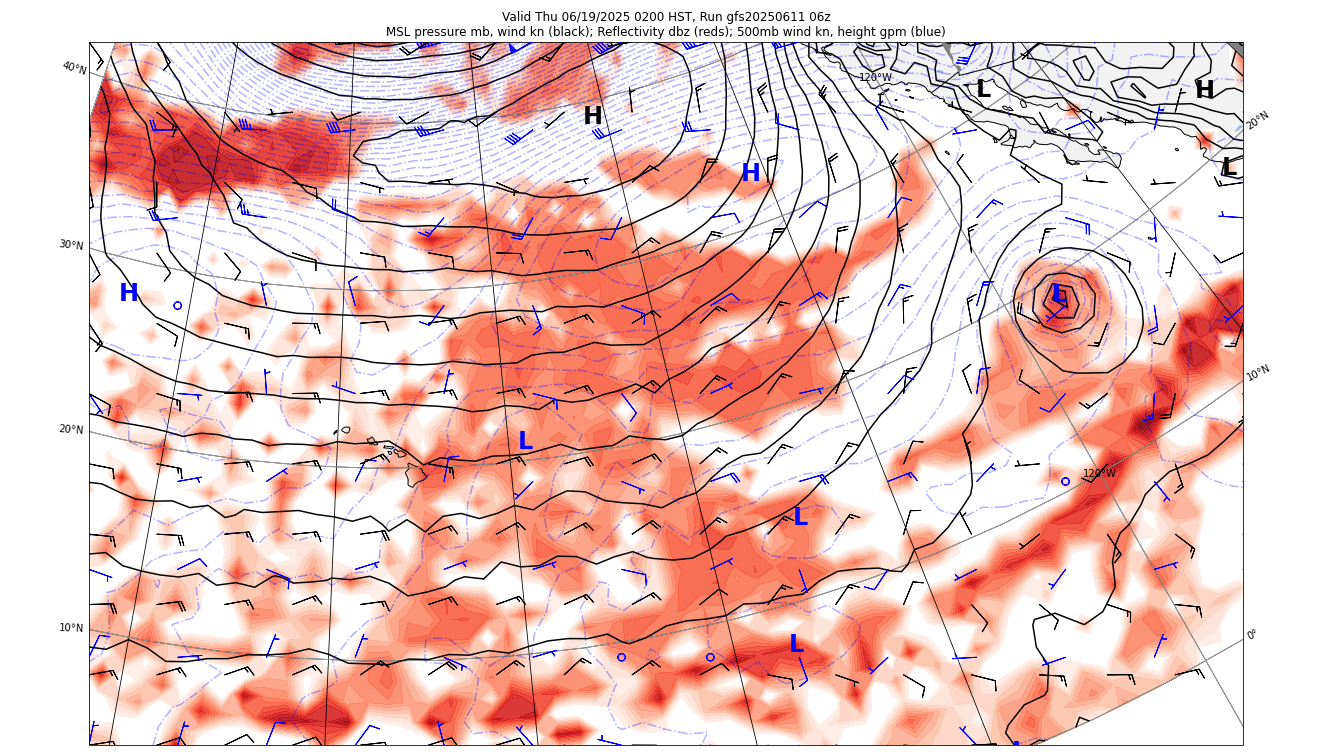 Valid Thu 06/19/2025 0200 HST, Run gfs20250611 06z
MSL pressure mb, wind kn (black); Reflectivity dbz (reds); 500mb wind kn, height gpm (blue)
40°N
120°W
L
H
H
20°N
H
L
30°N
H
L
10°N
20°N
L
120°W
L
10°N
0°
L